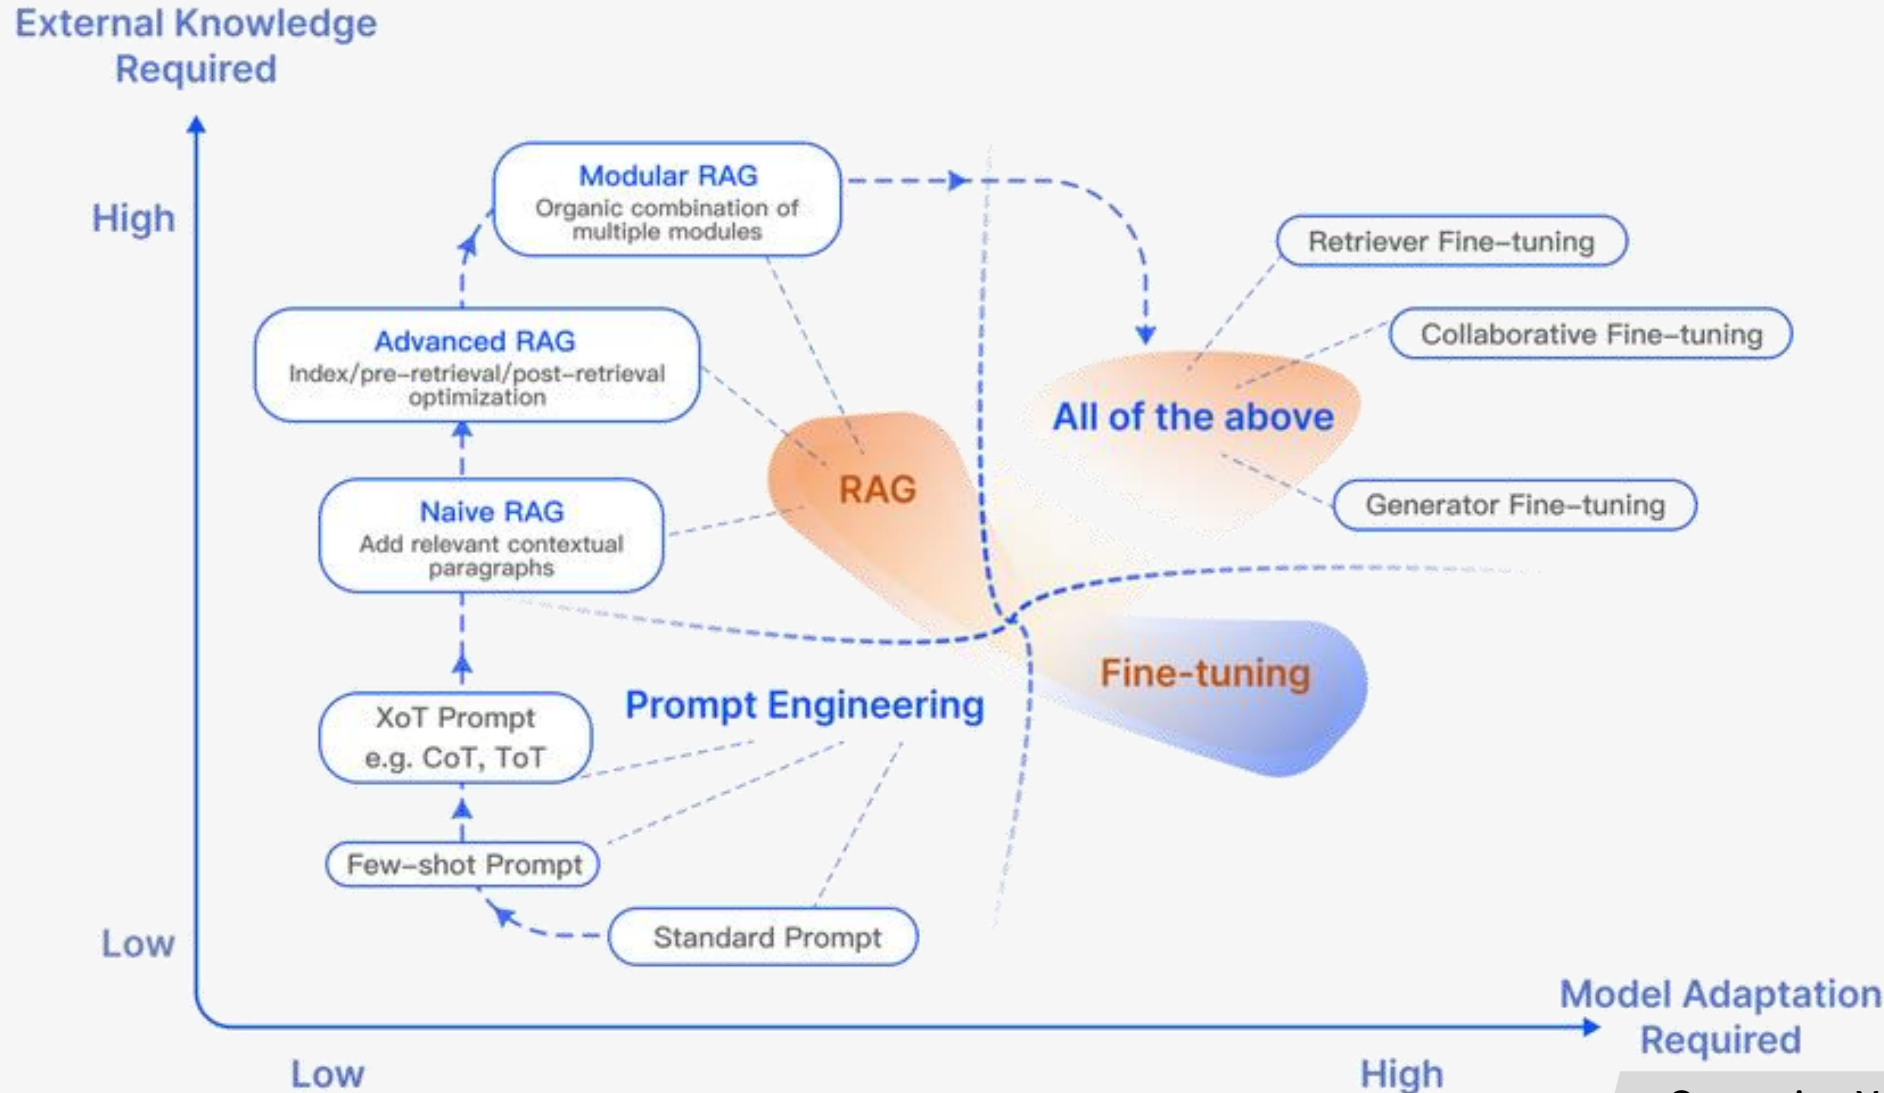 External Knowledge
Required
High
Modular RAG
Organic combination of
multiple modules
Retriever Fine-tuning
Advanced RAG
Index/pre-retrieval/post-retrieval
optimization
Collaborative Fine-tuning
All of the above
RAG
Naive RAG
Add relevant contextual
paragraphs
Generator Fine-tuning
Fine-tuning
Prompt Engineering
XoT Prompt
e.g. CoT, ToT
Few-shot Prompt
Standard Prompt
Low
Model Adaptation
Required
Low
High